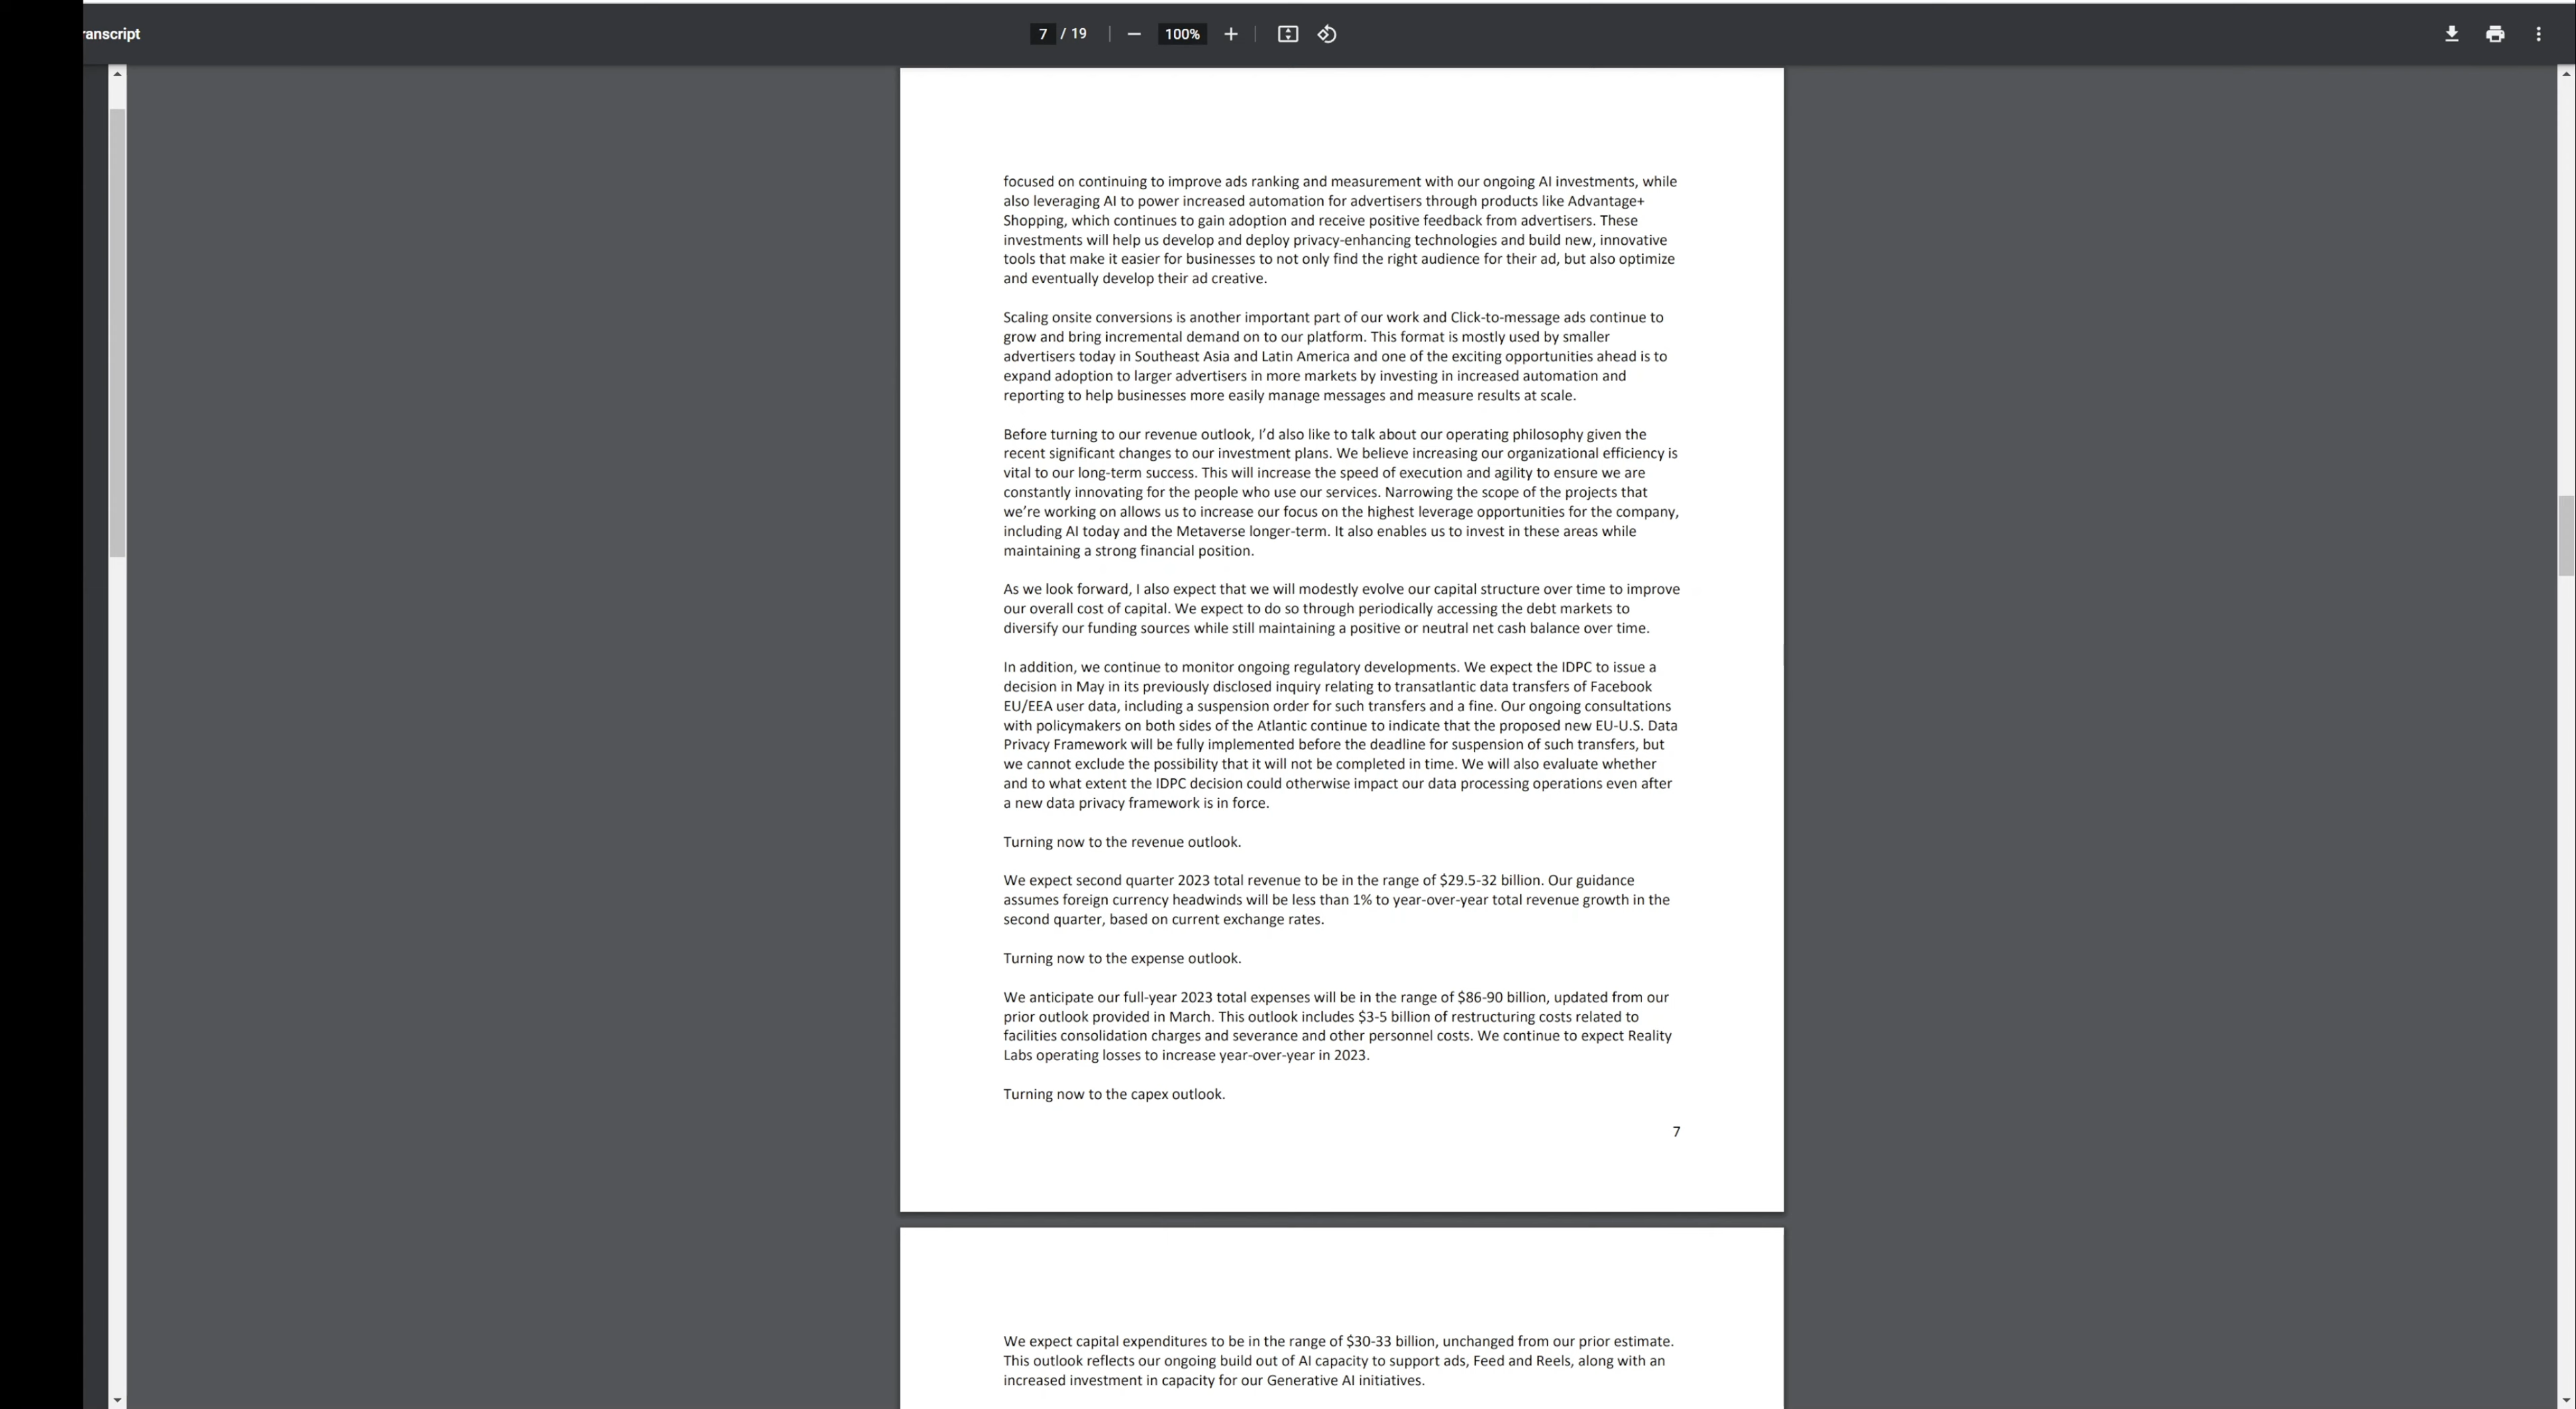 ranscript
7 / 19
100%
focused on continuing to improve ads ranking and measurement with our ongoing AI investments, while
also leveraging AI to power increased automation for advertisers through products like Advantage+
Shopping, which continues to gain adoption and receive positive feedback from advertisers. These
investments will help us develop and deploy privacy-enhancing technologies and build new, innovative
tools that make it easier for businesses to not only find the right audience for their ad, but also optimize
and eventually develop their ad creative.
Scaling onsite conversions is another important part of our work and Click-to-message ads continue to
grow and bring incremental demand on to our platform. This format is mostly used by smaller
advertisers today in Southeast Asia and Latin America and one of the exciting opportunities ahead is to
expand adoption to larger advertisers in more markets by investing in increased automation and
reporting to help businesses more easily manage messages and measure results at scale.
Before turning to our revenue outlook, I’d also like to talk about our operating philosophy given the
recent significant changes to our investment plans. We believe increasing our organizational efficiency is
vital to our long-term success. This will increase the speed of execution and agility to ensure we are
constantly innovating for the people who use our services. Narrowing the scope of the projects that
we’re working on allows us to increase our focus on the highest leverage opportunities for the company,
including AI today and the Metaverse longer-term. It also enables us to invest in these areas while
maintaining a strong financial position.
As we look forward, I also expect that we will modestly evolve our capital structure over time to improve
our overall cost of capital. We expect to do so through periodically accessing the debt markets to
diversify our funding sources while still maintaining a positive or neutral net cash balance over time.
In addition, we continue to monitor ongoing regulatory developments. We expect the IDPC to issue a
decision in May in its previously disclosed inquiry relating to transatlantic data transfers of Facebook
EU/EEA user data, including a suspension order for such transfers and a fine. Our ongoing consultations
with policymakers on both sides of the Atlantic continue to indicate that the proposed new EU-U.S. Data
Privacy Framework will be fully implemented before the deadline for suspension of such transfers, but
we cannot exclude the possibility that it will not be completed in time. We will also evaluate whether
and to what extent the IDPC decision could otherwise impact our data processing operations even after
a new data privacy framework is in force.
Turning now to the revenue outlook.
We expect second quarter 2023 total revenue to be in the range of $29.5-32 billion. Our guidance
assumes foreign currency headwinds will be less than 1% to year-over-year total revenue growth in the
second quarter, based on current exchange rates.
Turning now to the expense outlook.
We anticipate our full-year 2023 total expenses will be in the range of $86-90 billion, updated from our
prior outlook provided in March. This outlook includes $3-5 billion of restructuring costs related to
facilities consolidation charges and severance and other personnel costs. We continue to expect Reality
Labs operating losses to increase year-over-year in 2023.
Turning now to the capex outlook.
7
We expect capital expenditures to be in the range of $30-33 billion, unchanged from our prior estimate.
This outlook reflects our ongoing build out of AI capacity to support ads, Feed and Reels, along with an
increased investment in capacity for our Generative AI initiatives.